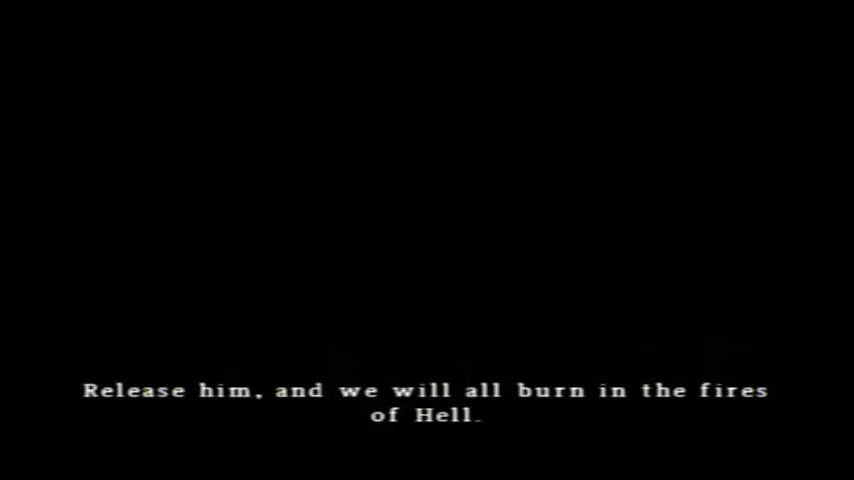 Release him, and we will all burn in the fires
of Hell.